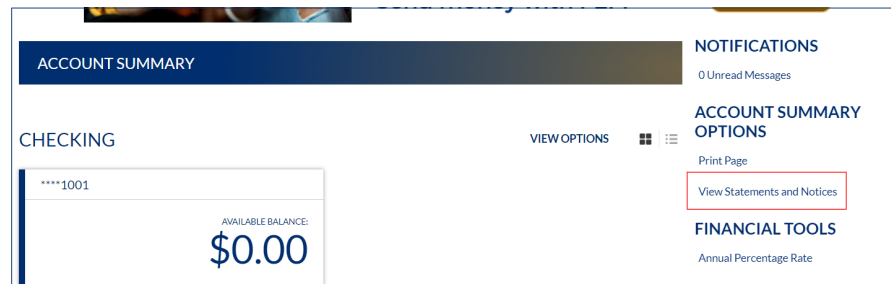 ACCOUNT SUMMARY
CHECKING
VIEW OPTIONS
****1001
AVAILABLE BALANCE:
$0.00
NOTIFICATIONS
0 Unread Messages
ACCOUNT SUMMARY
OPTIONS
Print Page
View Statements and Notices
FINANCIAL TOOLS
Annual Percentage Rate